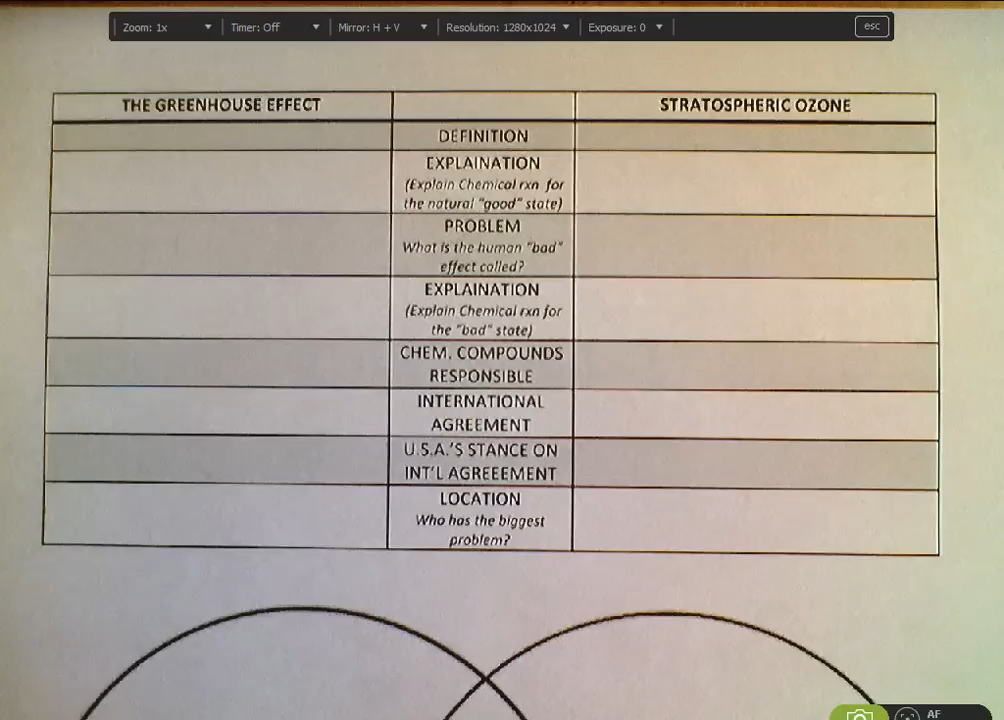 Zoom: 1x Timer: Off Mirror: H + V Resolution: 1280x1024 Exposure: 0 esc
THE GREENHOUSE EFFECT STRATOSPHERIC OZONE
DEFINITION
EXPLAINATION
(Explain Chemical rxn for
the natural "good" state)
PROBLEM
What is the human "bad"
effect called?
EXPLAINATION
(Explain Chemical rxn for
the "bad" state)
CHEM. COMPOUNDS
RESPONSIBLE
INTERNATIONAL
AGREEMENT
U.S.A.'S STANCE ON
INT'L AGREEEMENT
LOCATION
Who has the biggest
problem?
AF